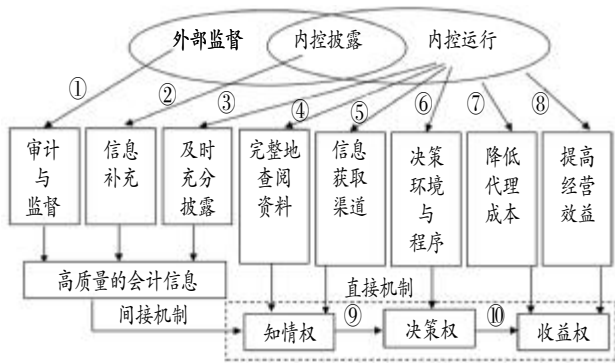 外部监督 内控披露 内控运行
① ② ③ ④ ⑤ ⑥ ⑦ ⑧
审计与监督
信息补充
及时充分披露
完整地查阅资料
信息获取渠道
决策环境与程序
降低代理成本
提高经营效益
高质量的会计信息
直接机制
间接机制
知情权 ⑨ 决策权 ⑩ 收益权